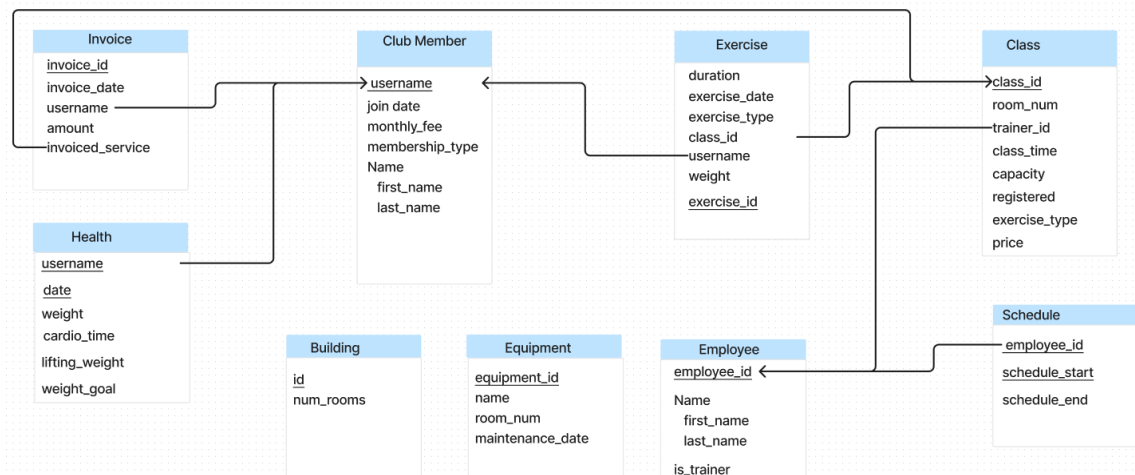 Invoice
invoice_id
invoice_date
username
amount
invoiced_service
Club Member
username
join date
monthly_fee
membership_type
Name
first_name
last_name
Exercise
duration
exercise_date
exercise_type
class_id
username
weight
exercise_id
Class
class_id
room_num
trainer_id
class_time
capacity
registered
exercise_type
price
Health
username
date
weight
cardio_time
lifting_weight
weight_goal
Building
id
num_rooms
Equipment
equipment_id
name
room_num
maintenance_date
Employee
employee_id
Name
first_name
last_name
is_trainer
Schedule
employee_id
schedule_start
schedule_end